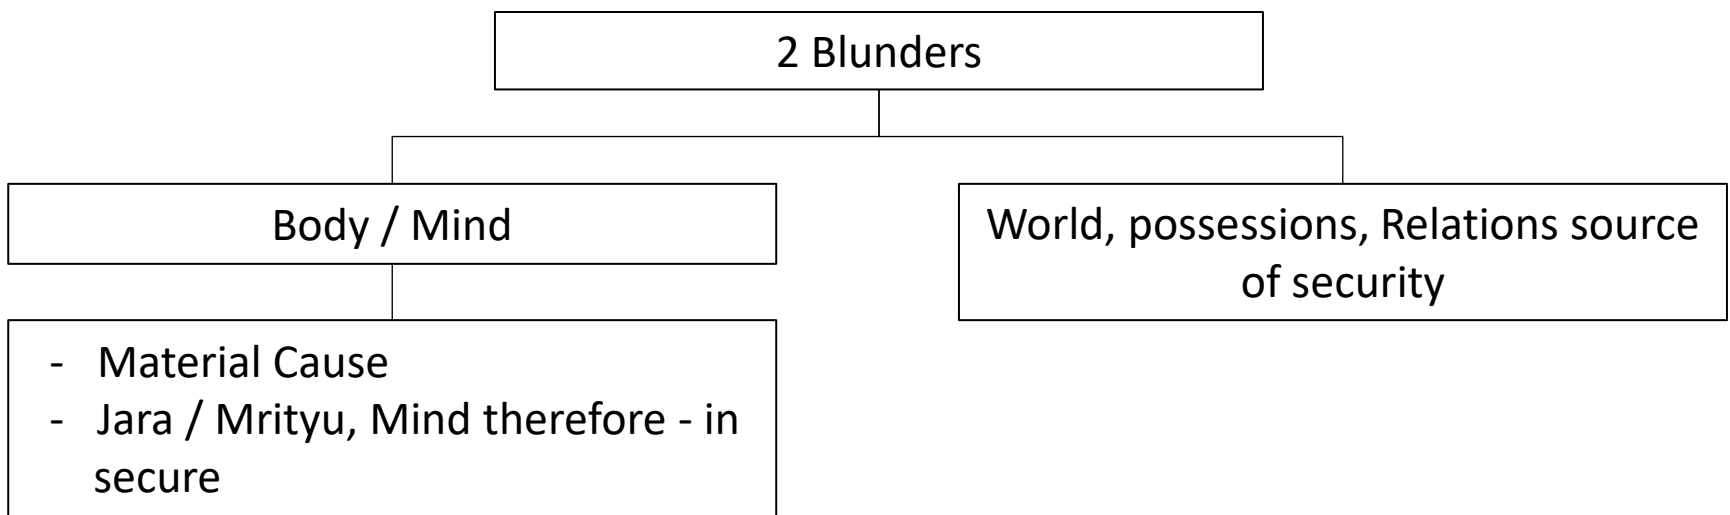 2 Blunders
Body / Mind
World, possessions, Relations source
of security
- Material Cause
- Jara / Mrityu, Mind therefore - in
secure